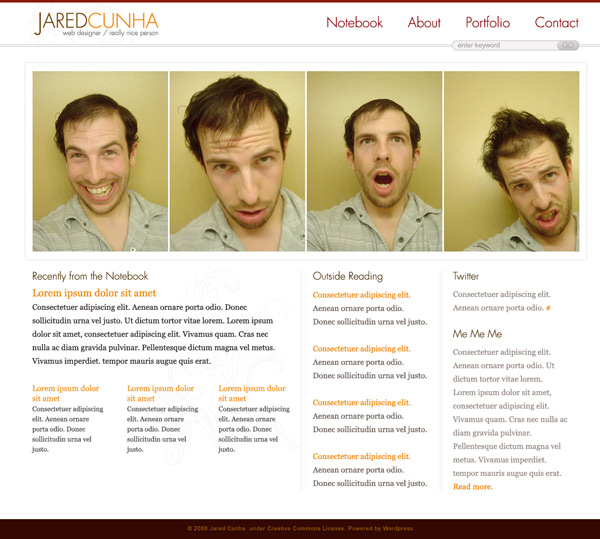 JAREDCUNHA
web designer / really nice person
Notebook About Portfolio Contact
enter keyword GO
Recently from the Notebook
Lorem ipsum dolor sit amet
Consectetuer adipiscing elit. Aenean ornare porta odio. Donec
sollicitudin urna vel justo. Ut dictum tortor vitae lorem. Lorem ipsum
dolor sit amet, consectetuer adipiscing elit. Vivamus quam. Cras nec
nulla ac diam gravida pulvinar. Pellentesque dictum magna vel metus.
Vivamus imperdiet. tempor mauris augue quis erat.
Lorem ipsum dolor
sit amet
Consectetuer adipiscing
elit. Aenean ornare
porta odio. Donec
sollicitudin urna vel
justo.
Lorem ipsum dolor
sit amet
Consectetuer adipiscing
elit. Aenean ornare
porta odio. Donec
sollicitudin urna vel
justo.
Lorem ipsum dolor
sit amet
Consectetuer adipiscing
elit. Aenean ornare
porta odio. Donec
sollicitudin urna vel
justo.
Outside Reading
Consectetuer adipiscing elit.
Aenean ornare porta odio.
Donec sollicitudin urna vel justo.
Consectetuer adipiscing elit.
Aenean ornare porta odio.
Donec sollicitudin urna vel justo.
Consectetuer adipiscing elit.
Aenean ornare porta odio.
Donec sollicitudin urna vel justo.
Consectetuer adipiscing elit.
Aenean ornare porta odio.
Donec sollicitudin urna vel justo.
Twitter
Consectetuer adipiscing elit.
Aenean ornare porta odio. #
Me Me Me
Consectetuer adipiscing elit.
Aenean ornare porta odio. Ut
dictum tortor vitae lorem.
Lorem ipsum dolor sit amet,
consectetuer adipiscing elit.
Vivamus quam. Cras nec nulla ac
diam gravida pulvinar.
Pellentesque dictum magna vel
metus. Vivamus imperdiet.
tempor mauris augue quis erat.
Read more.
© 2008 Jared Cunha under Creative Commons License. Powered by Wordpress